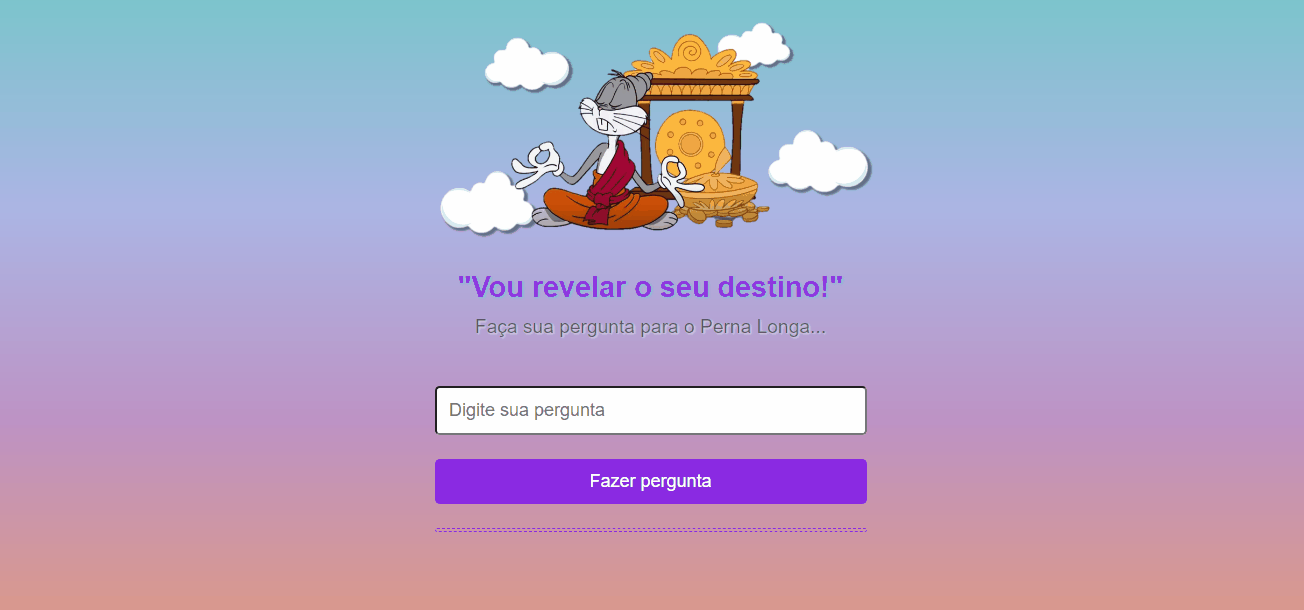 "Vou revelar o seu destino!"
Faça sua pergunta para o Perna Longa...
Digite sua pergunta
Fazer pergunta